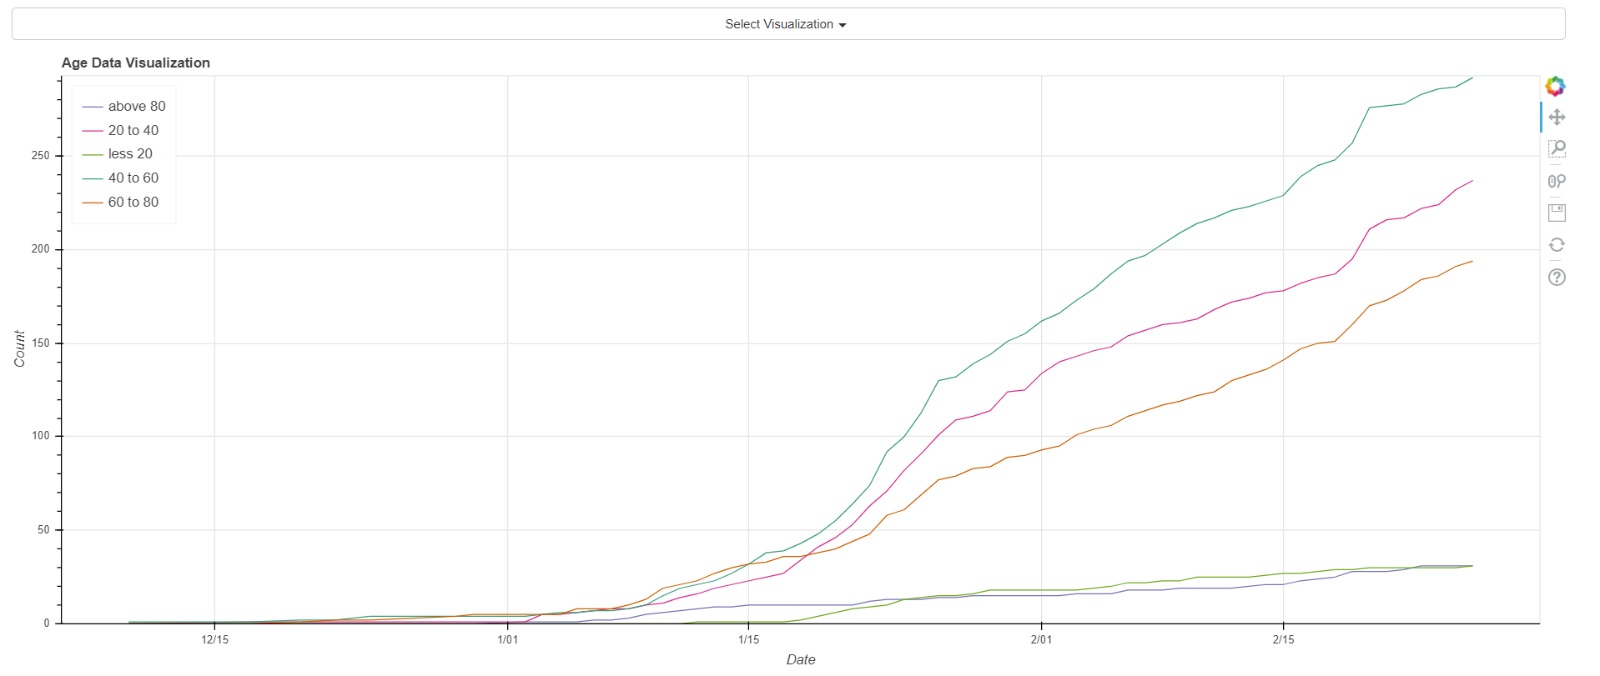 Select Visualization
Age Data Visualization
above 80
20 to 40
less 20
40 to 60
60 to 80
250
200
150
100
50
0
Count
12/15
1/01
1/15
2/01
2/15
Date